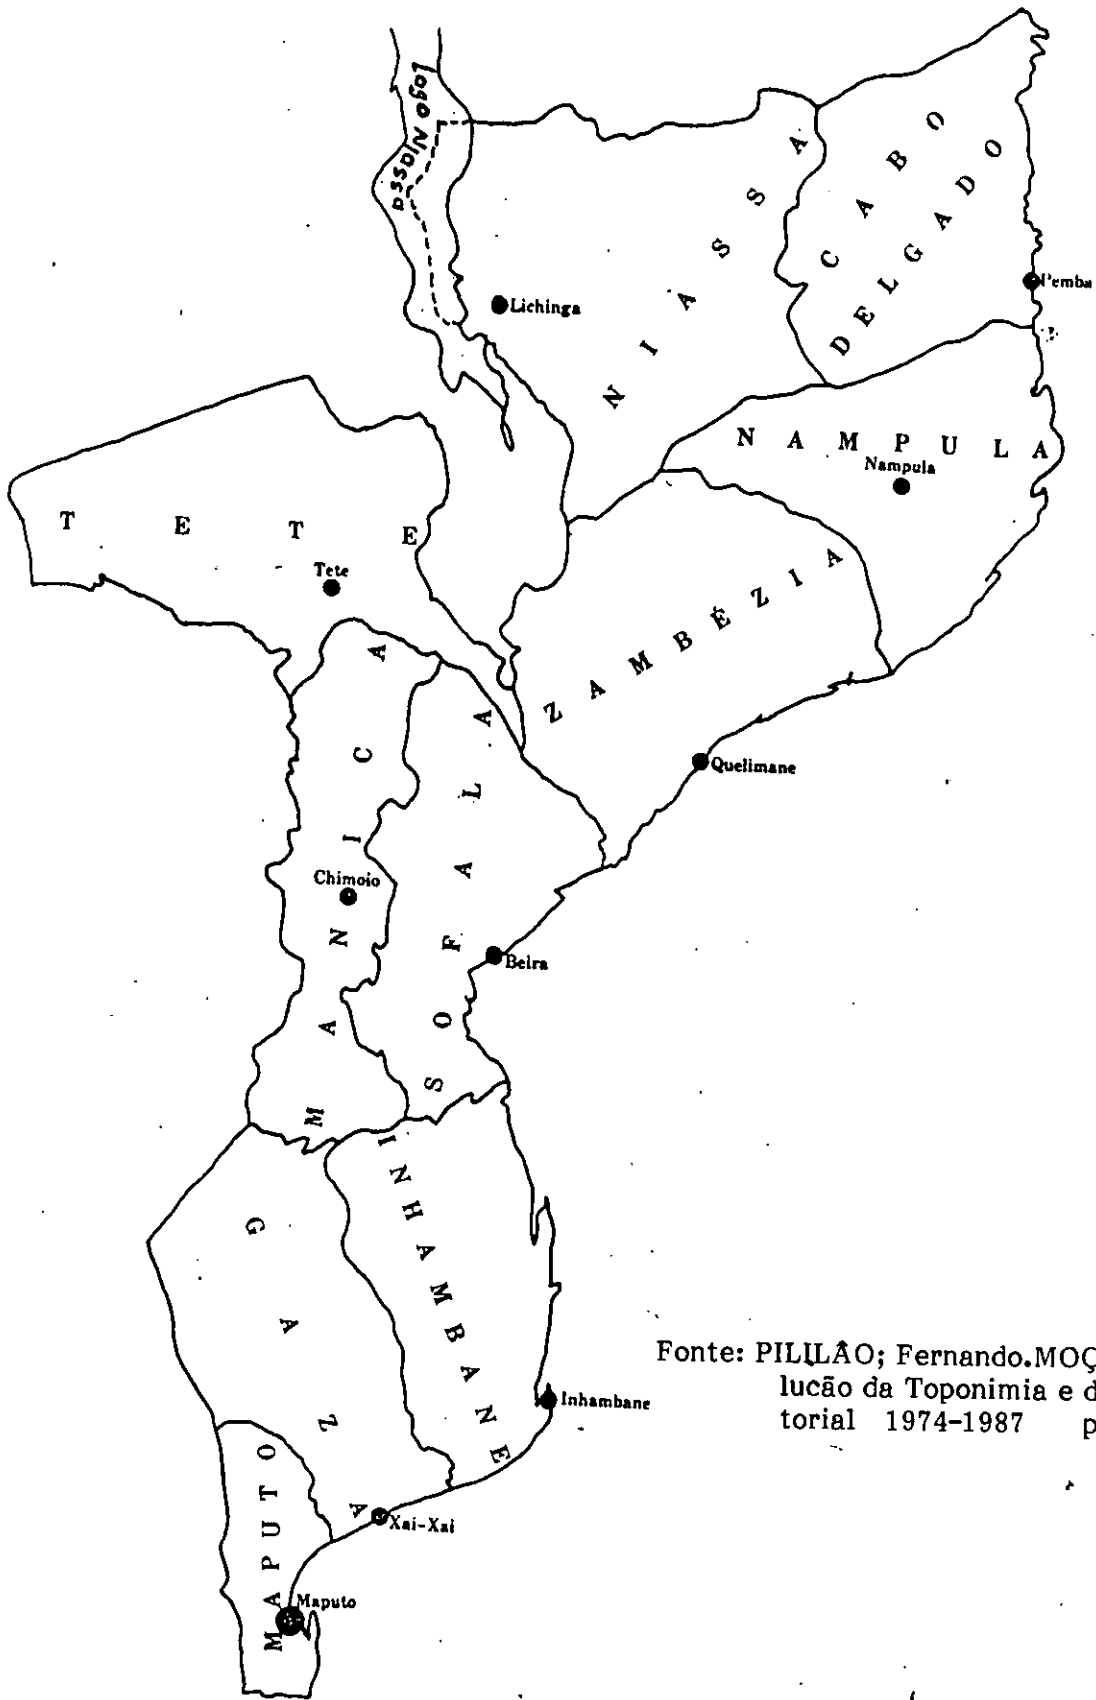 Lago Niassa
CABO
DELGADO
NIASSA
Pemba
Lichinga
NAMPULA
Nampula
TETE
Tete
ZAMBÉZIA
Quelimane
MANICA
Chimoio
SOFALA
Beira
INHAMBANE
Inhambane
GAZA
Xai-Xai
MAPUTO
Maputo
Fonte: PILILÂO; Fernando.MOÇ
lucão da Toponimia e d
torial 1974-1987 p